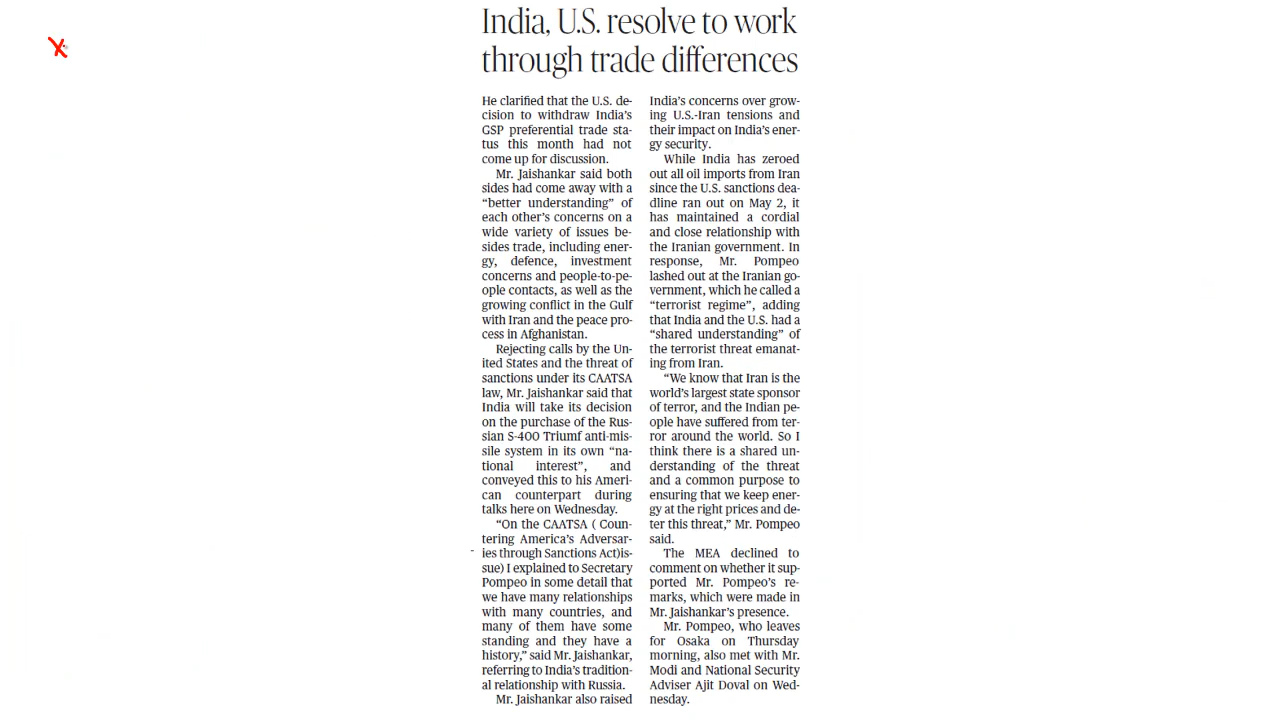 India, U.S. resolve to work
through trade differences
He clarified that the U.S. de-
cision to withdraw India's
GSP preferential trade sta-
tus this month had not
come up for discussion.
Mr. Jaishankar said both
sides had come away with a
“better understanding” of
each other's concerns on a
wide variety of issues be-
sides trade, including ener-
gy, defence, investment
concerns and people-to-pe-
ople contacts, as well as the
growing conflict in the Gulf
with Iran and the peace pro-
cess in Afghanistan.
Rejecting calls by the Un-
ited States and the threat of
sanctions under its CAATSA
law, Mr. Jaishankar said that
India will take its decision
on the purchase of the Rus-
sian S-400 Triumf anti-mis-
sile system in its own “na-
tional interest”, and
conveyed this to his Ameri-
can counterpart during
talks here on Wednesday.
“On the CAATSA ( Coun-
tering America's Adversar-
ies through Sanctions Act)is-
sue) I explained to Secretary
Pompeo in some detail that
we have many relationships
with many countries, and
many of them have some
standing and they have a
history,” said Mr. Jaishankar,
referring to India's tradition-
al relationship with Russia.
Mr. Jaishankar also raised
India's concerns over grow-
ing U.S.-Iran tensions and
their impact on India's ener-
gy security.
While India has zeroed
out all oil imports from Iran
since the U.S. sanctions dea-
dline ran out on May 2, it
has maintained a cordial
and close relationship with
the Iranian government. In
response, Mr. Pompeo
lashed out at the Iranian go-
vernment, which he called a
“terrorist regime”, adding
that India and the U.S. had a
“shared understanding” of
the terrorist threat emanat-
ing from Iran.
“We know that Iran is the
world's largest state sponsor
of terror, and the Indian pe-
ople have suffered from ter-
ror around the world. So I
think there is a shared un-
derstanding of the threat
and a common purpose to
ensuring that we keep ener-
gy at the right prices and de-
ter this threat,” Mr. Pompeo
said.
The MEA declined to
comment on whether it sup-
ported Mr. Pompeo's re-
marks, which were made in
Mr. Jaishankar's presence.
Mr. Pompeo, who leaves
for Osaka on Thursday
morning, also met with Mr.
Modi and National Security
Adviser Ajit Doval on Wed-
nesday.